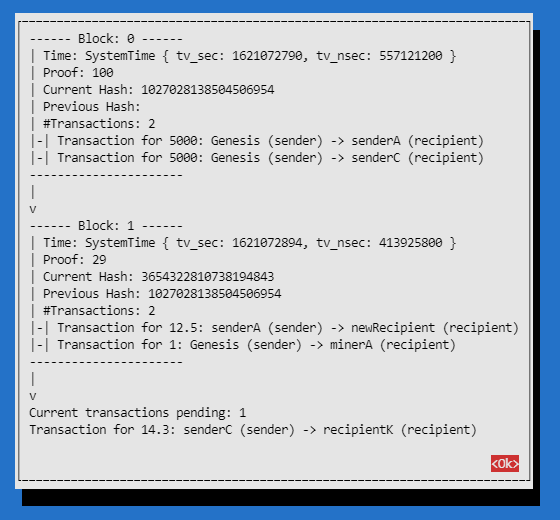 ------ Block: 0 ------
| Time: SystemTime { tv_sec: 1621072790, tv_nsec: 557121200 }
| Proof: 100
| Current Hash: 1027028138504506954
| Previous Hash:
| #Transactions: 2
|-| Transaction for 5000: Genesis (sender) -> senderA (recipient)
|-| Transaction for 5000: Genesis (sender) -> senderC (recipient)
----------------------
|
v
------ Block: 1 ------
| Time: SystemTime { tv_sec: 1621072894, tv_nsec: 413925800 }
| Proof: 29
| Current Hash: 3654322810738194843
| Previous Hash: 1027028138504506954
| #Transactions: 2
|-| Transaction for 12.5: senderA (sender) -> newRecipient (recipient)
|-| Transaction for 1: Genesis (sender) -> minerA (recipient)
----------------------
|
v
Current transactions pending: 1
Transaction for 14.3: senderC (sender) -> recipientK (recipient)
<Ok>